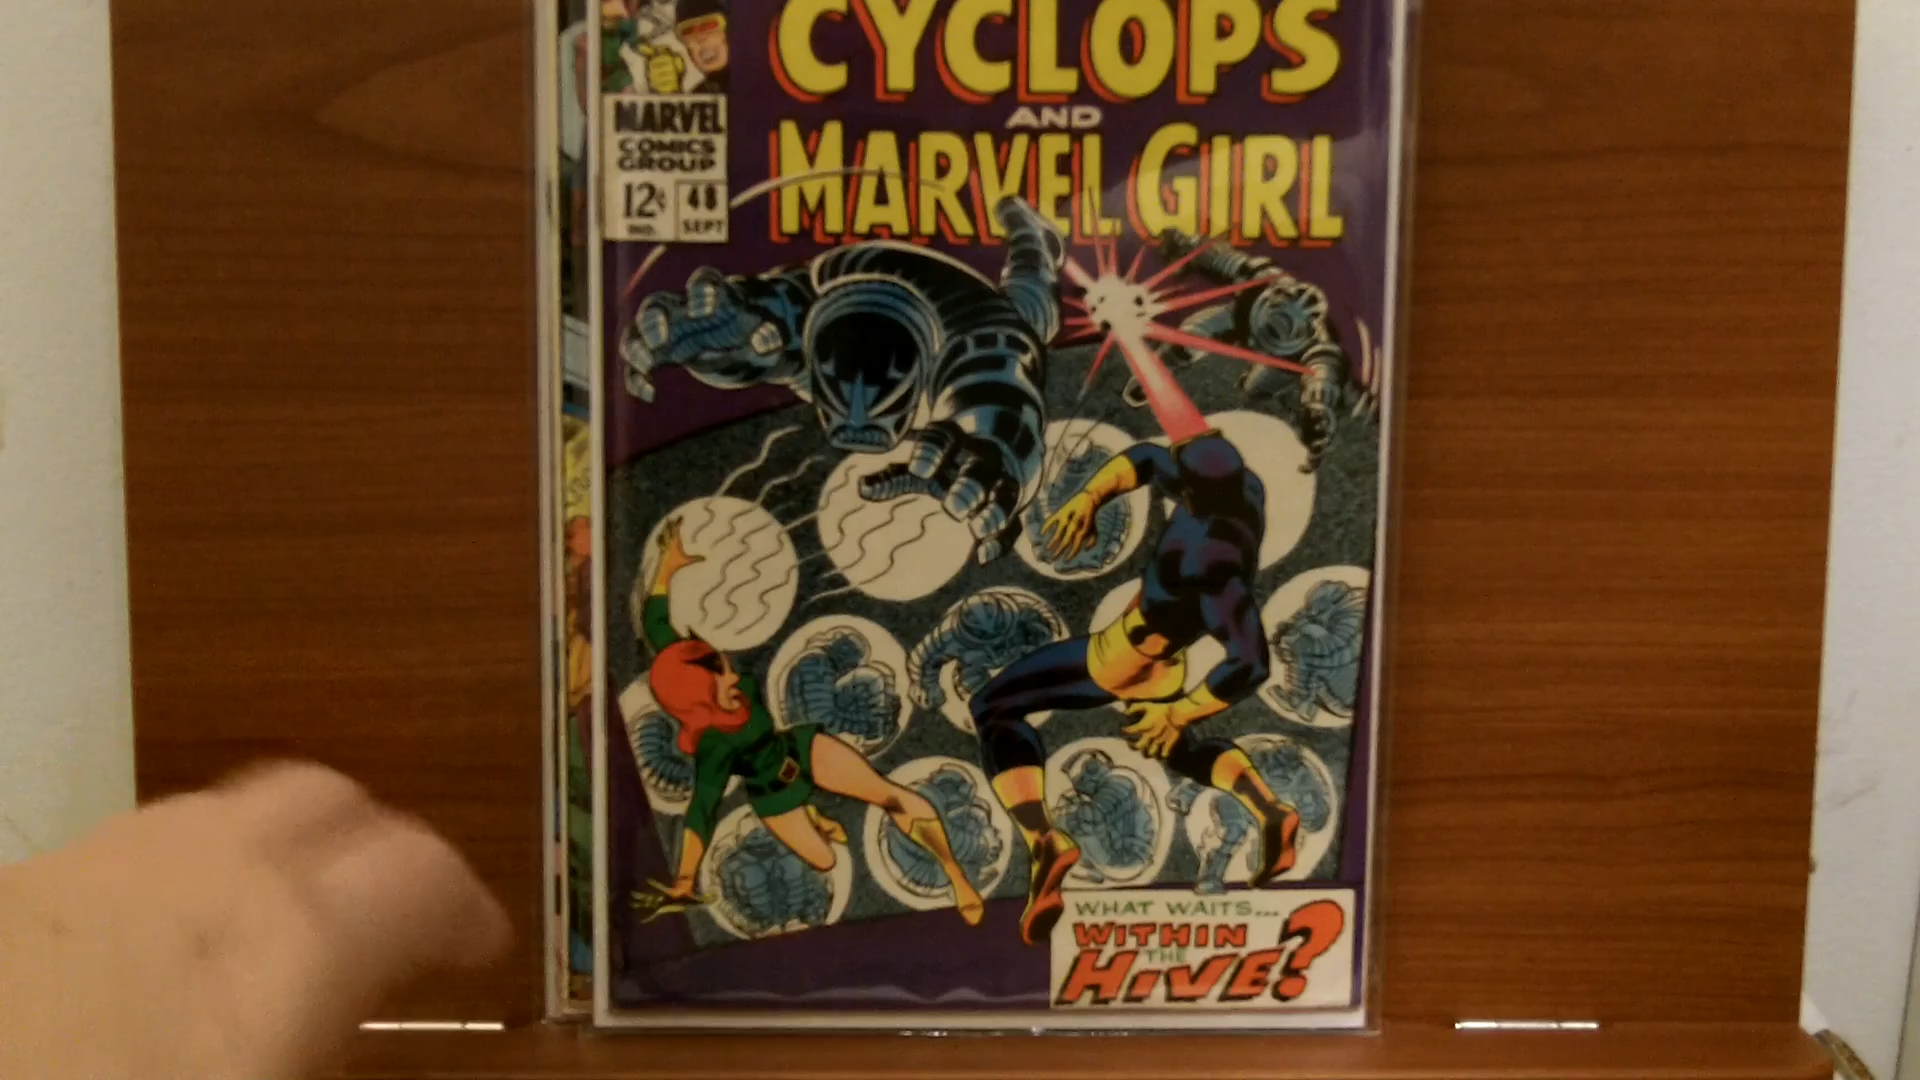 CYCLOPS
AND
MARVEL GIRL
MARVEL
COMICS
GROUP
12¢
IND.
48
SEPT
WHAT WAITS...
WITHIN
THE
HIVE?